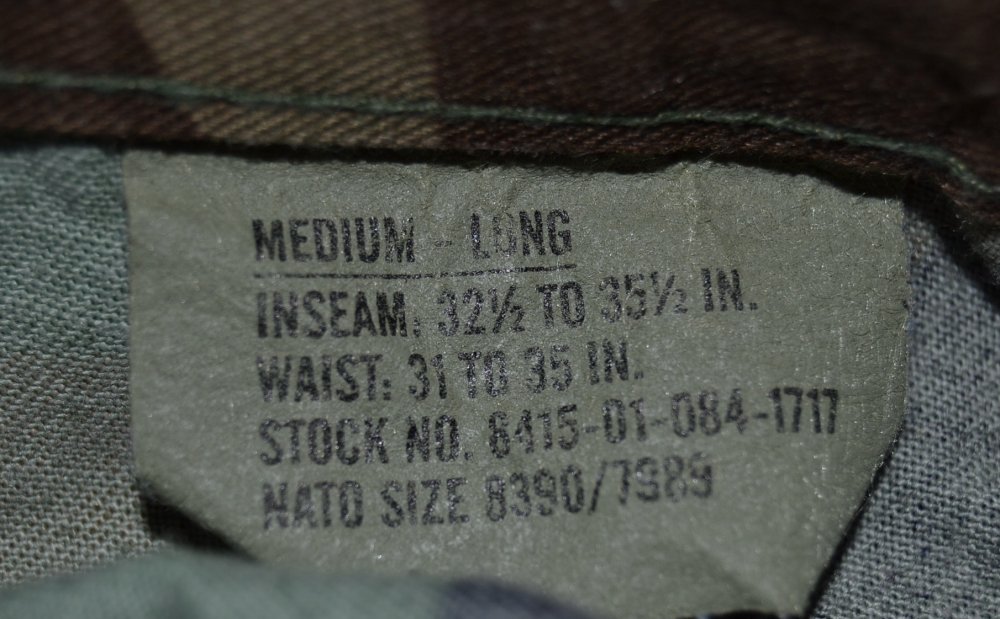 MEDIUM - LONG
INSEAM: 32½ TO 35½ IN.
WAIST: 31 TO 35 IN.
STOCK NO. 8415-01-084-1717
NATO SIZE 8390/7989